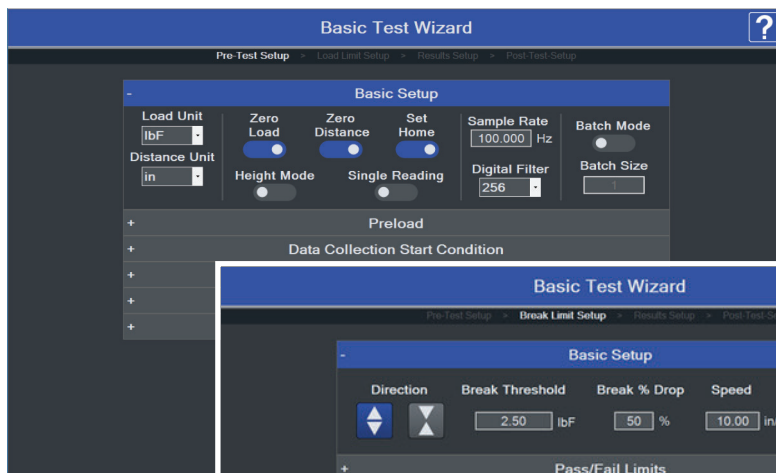 Basic Test Wizard
?
Pre-Test Setup > Load Limit Setup > Results Setup > Post-Test-Setup
- Basic Setup
Load Unit
lbF
Distance Unit
in
Zero Load
Zero Distance
Set Home
Height Mode
Single Reading
Sample Rate
100.000 Hz
Digital Filter
256
Batch Mode
Batch Size
1
+ Preload
+ Data Collection Start Condition
+
+
+
Basic Test Wizard
Pre-Test Setup > Break Limit Setup > Results Setup > Post-Test-S
- Basic Setup
Direction
Break Threshold
2.50 lbF
Break % Drop
50 %
Speed
10.00 in
+ Pass/Fail Limits